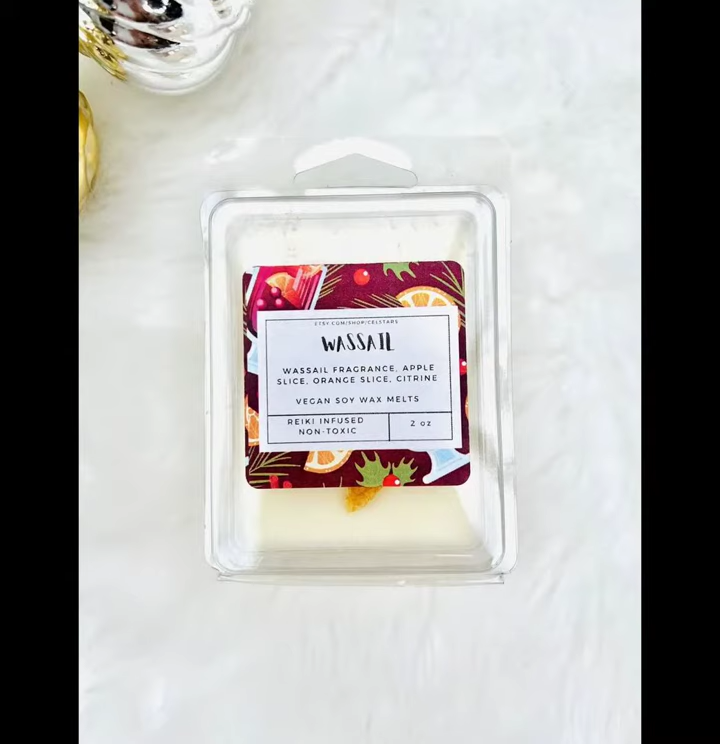 ETSY.COM/SHOP/CELSTARS
WASSAIL
WASSAIL FRAGRANCE, APPLE
SLICE, ORANGE SLICE, CITRINE
VEGAN SOY WAX MELTS
REIKI INFUSED
NON-TOXIC
2 oz